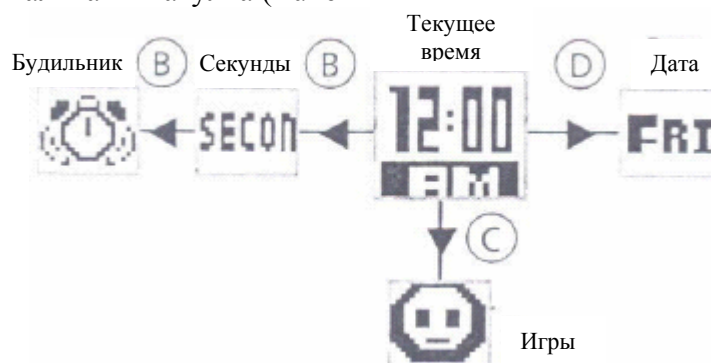 Текущее
время
Будильник B Секунды B D Дата
SECON 12:00 FRI
AM
C
Игры